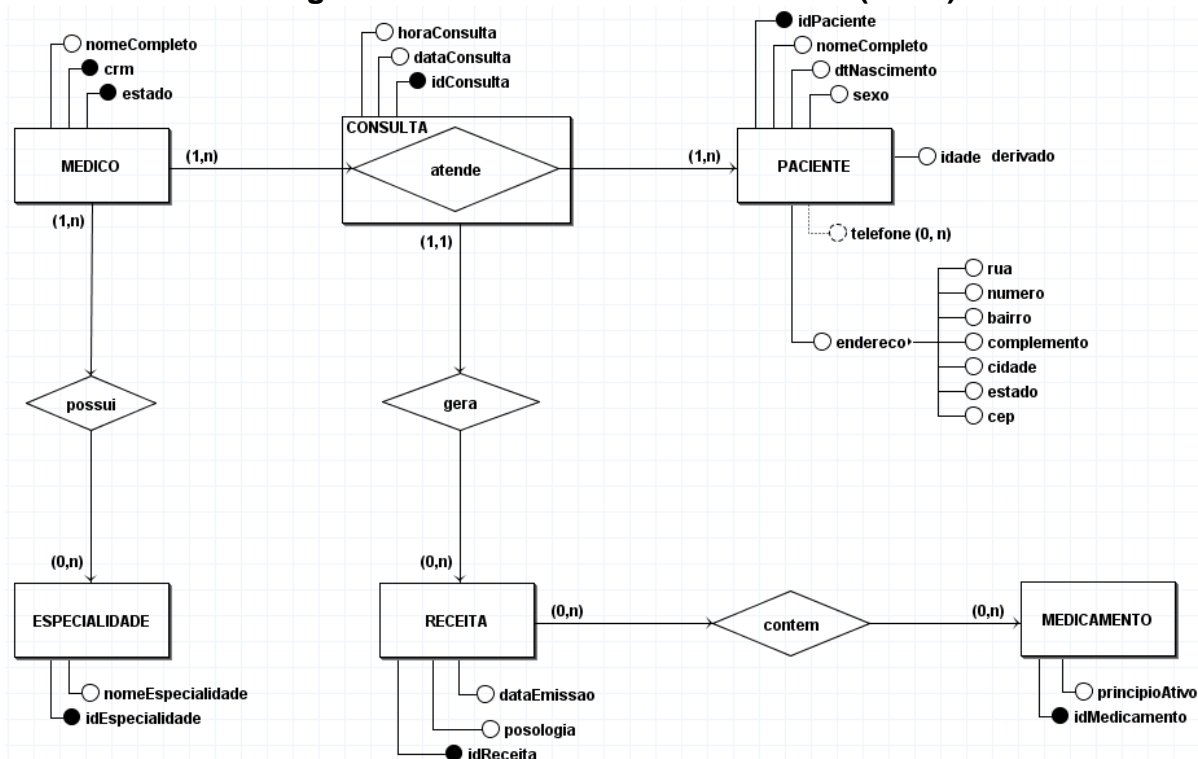 idPaciente
nomeCompleto
dtNascimento
sexo
horaConsulta
dataConsulta
idConsulta
nomeCompleto
crm
estado
CONSULTA
MEDICO
(1,n)
atende
(1,n)
PACIENTE
idade derivado
(1,n)
(1,1)
telefone (0, n)
rua
numero
bairro
endereco
complemento
cidade
estado
cep
possui
gera
(0,n)
(0,n)
ESPECIALIDADE
RECEITA
(0,n)
contem
(0,n)
MEDICAMENTO
nomeEspecialidade
idEspecialidade
dataEmissao
posologia
idReceita
principioAtivo
idMedicamento